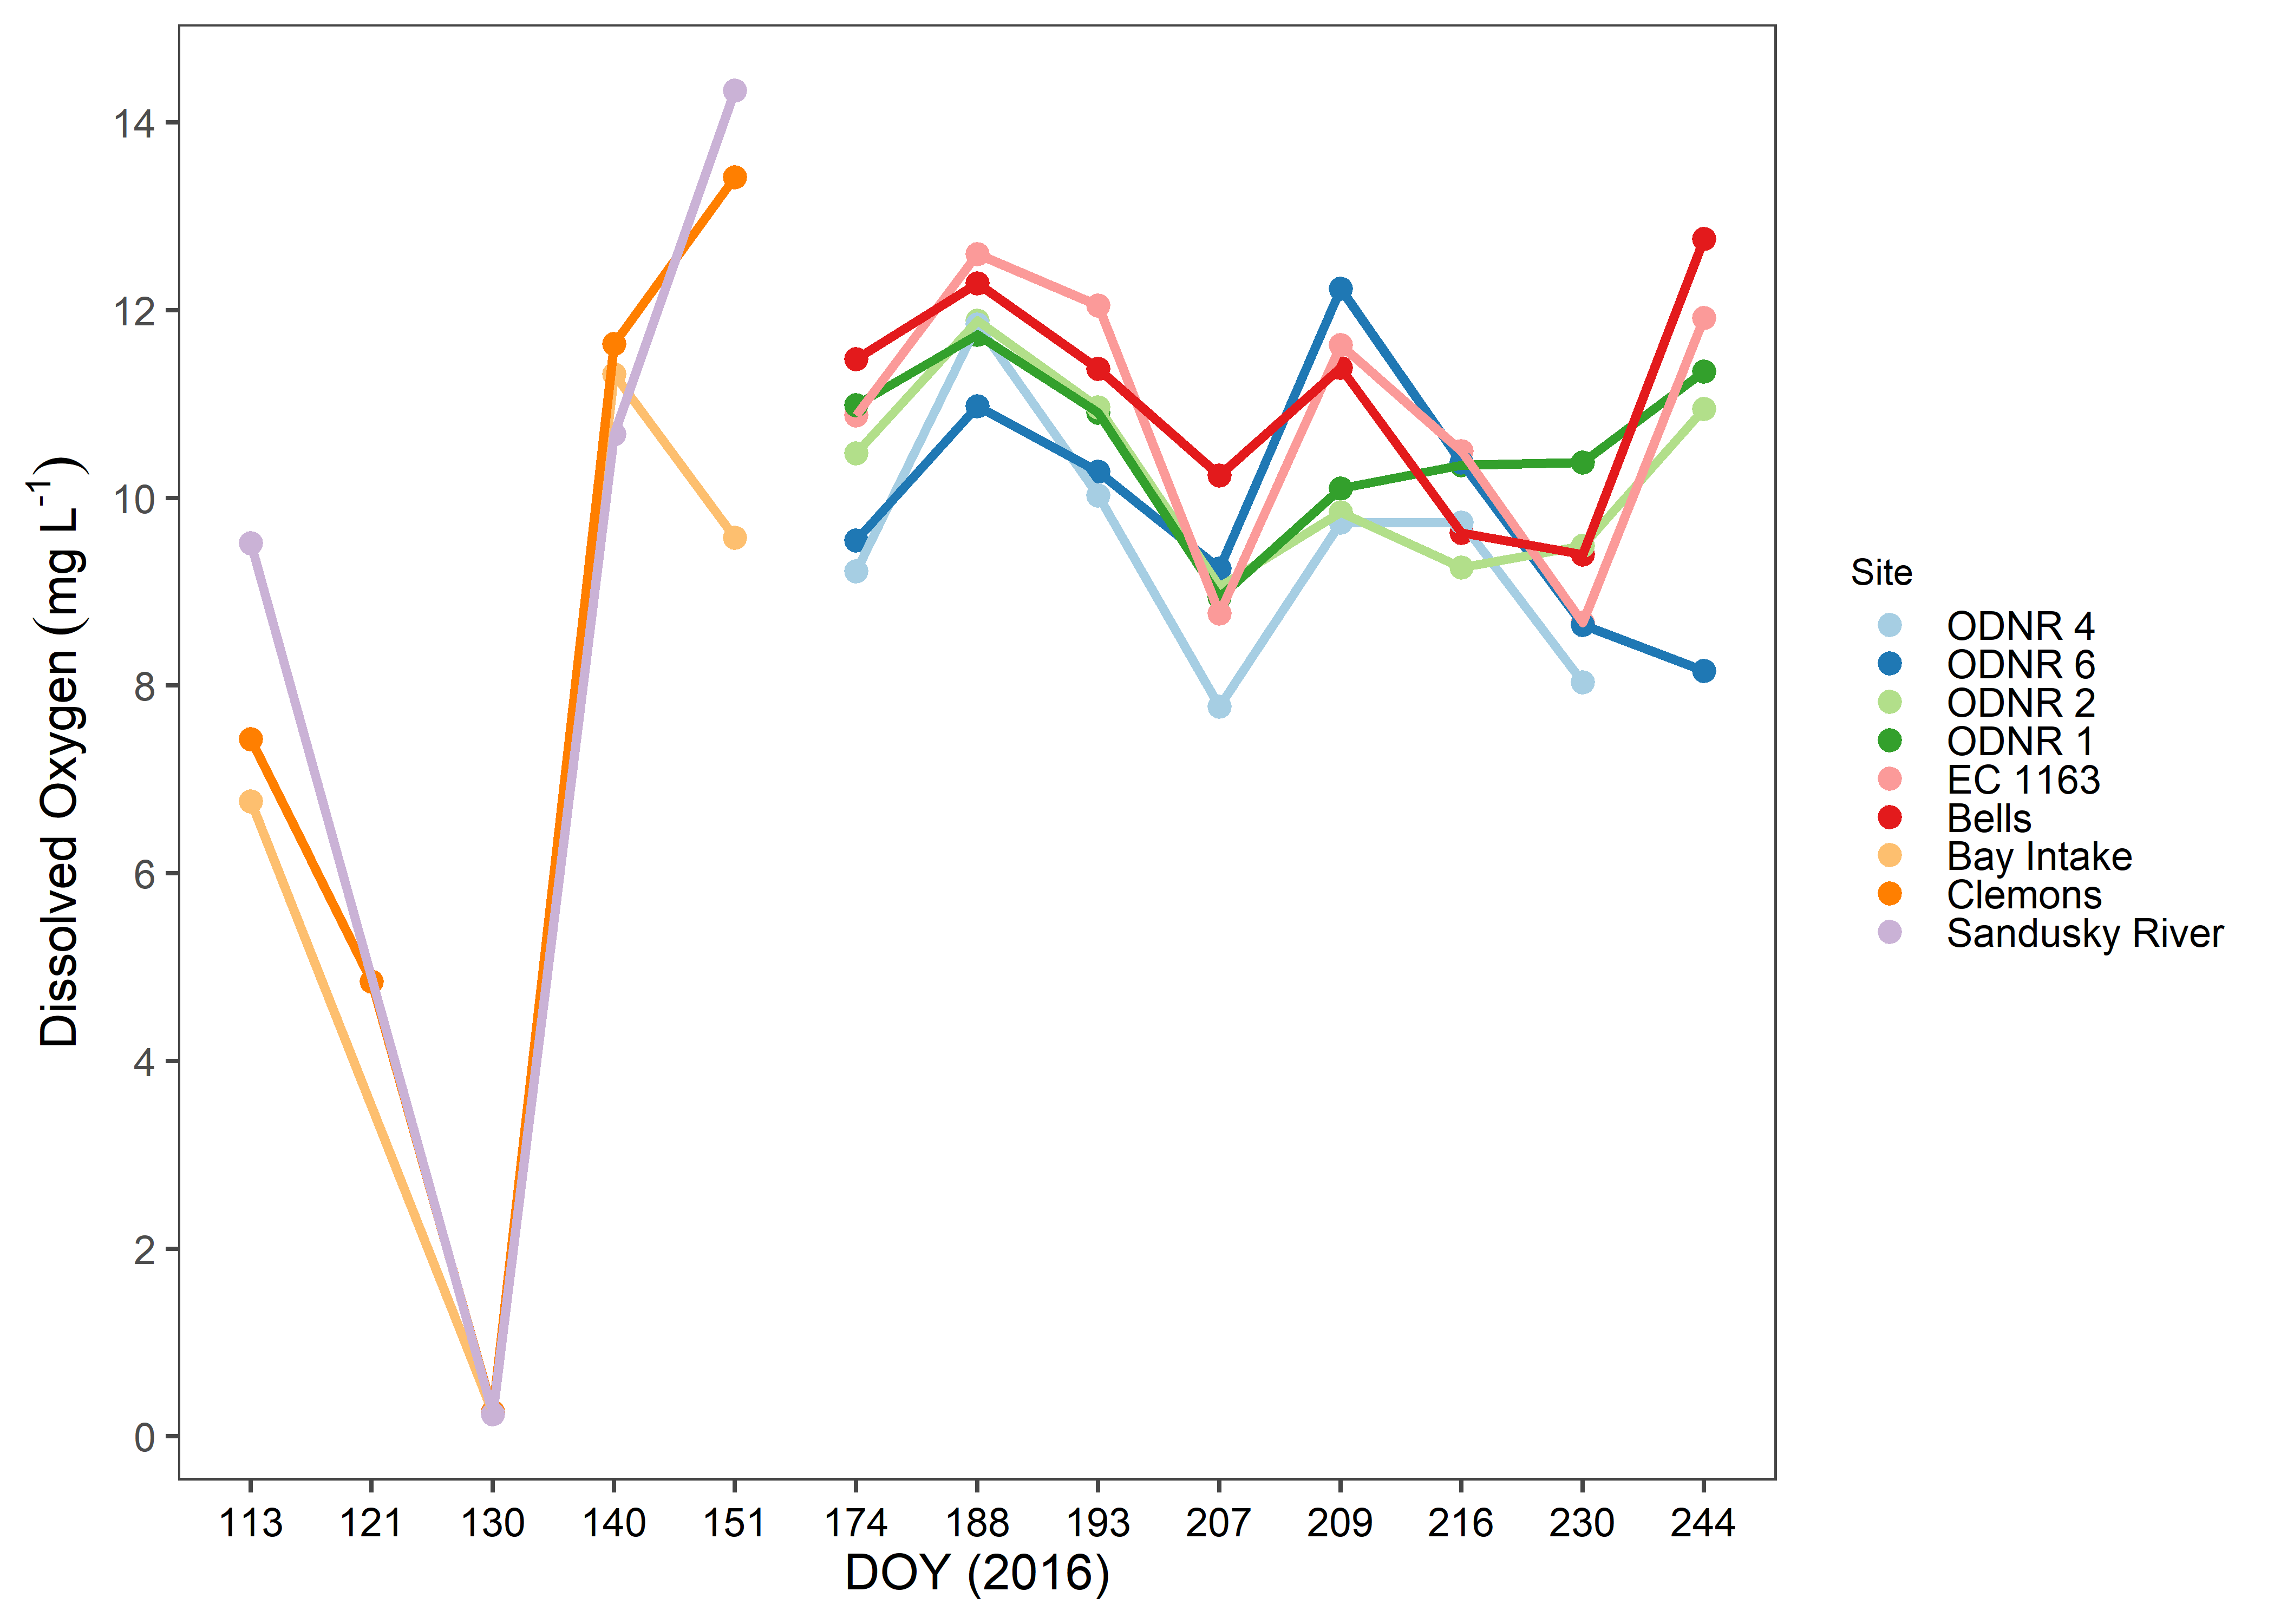 Dissolved Oxygen (mg L⁻¹)
14
12
10
8
6
4
2
0
113 121 130 140 151 174 188 193 207 209 216 230 244
DOY (2016)
Site
ODNR 4
ODNR 6
ODNR 2
ODNR 1
EC 1163
Bells
Bay Intake
Clemons
Sandusky River